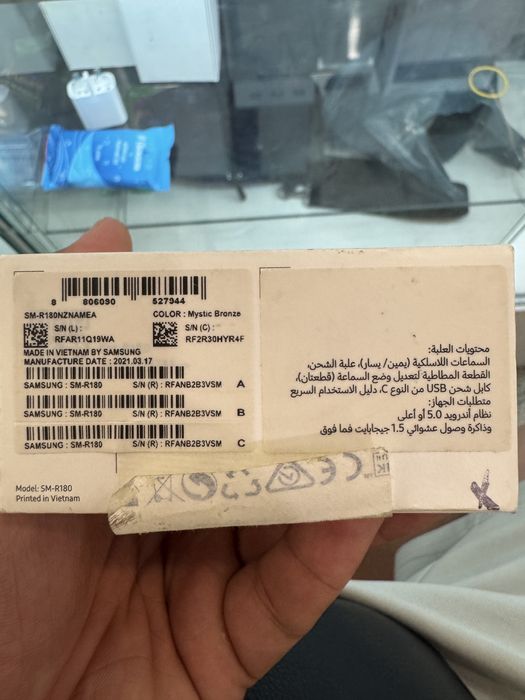 8 806090 527944
SM-R180NZNAMEA
COLOR : Mystic Bronze
S/N (L) :
RFAR11Q19WA
S/N (C) :
RF2R30HYR4F
MADE IN VIETNAM BY SAMSUNG
MANUFACTURE DATE : 2021.03.17
SAMSUNG : SM-R180 S/N (R) : RFANB2B3VSM A
SAMSUNG : SM-R180 S/N (R) : RFANB2B3VSM B
SAMSUNG : SM-R180 S/N (R) : RFANB2B3VSM C
Model: SM-R180
Printed in Vietnam
محتويات العلبة:
السماعات اللاسلكية (يمين/ يسار)، علبة الشحن،
القطعة المطاطية لتعديل وضع السماعة (قطعتان)،
كابل شحن USB من النوع C، دليل الاستخدام السريع
متطلبات الجهاز:
نظام أندرويد 5.0 أو أعلى
وذاكرة وصول عشوائي 1.5 جيجابايت فما فوق
X